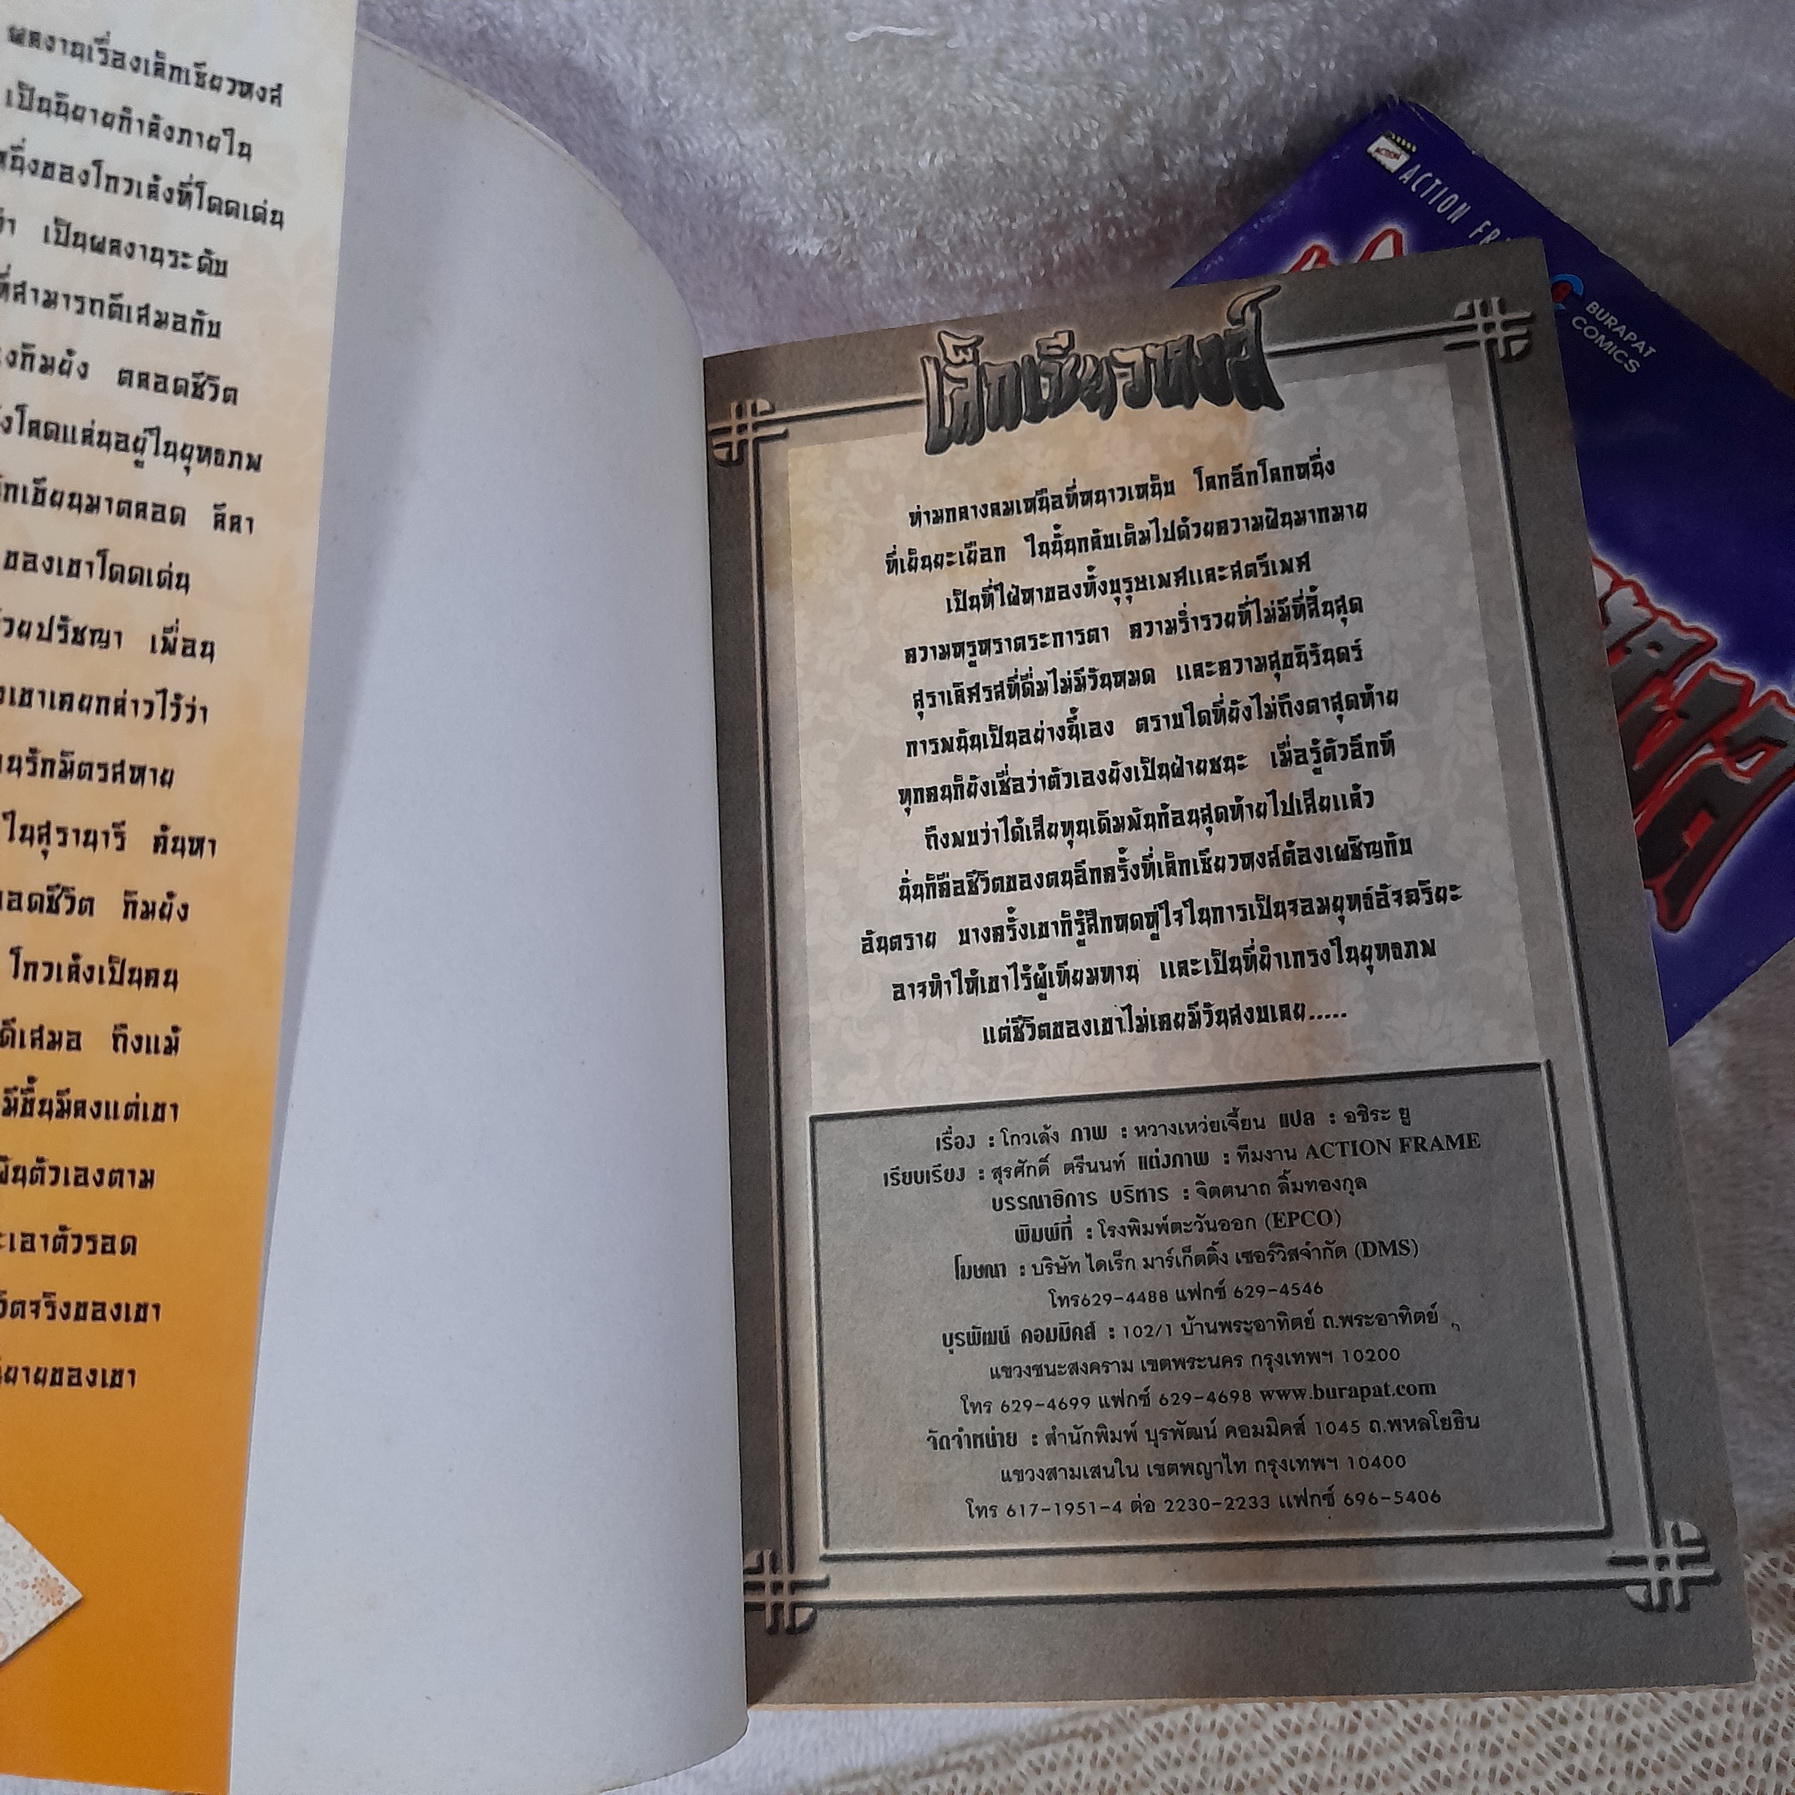 ผลงานเรื่องเล็กเซียวหงส์
เป็นนิยายกำลังภายใน
หนึ่งของโกวเล้งที่โดดเด่น
ว่า เป็นผลงานระดับ
ที่สามารถตีเสมอกับ
กิมย้ง ตลอดชีวิต
โลดแล่นอยู่ในยุทธภพ
เขียนมาตลอด ลีลา
ของเขาโดดเด่น
ด้วยปรัชญา เพื่อน
เขาเคยกล่าวไว้ว่า
รักมิตรสหาย
ในสุรานารี ค้นหา
ตลอดชีวิต กิมย้ง
โกวเล้งเป็นคน
ดีเสมอ ถึงแม้
มีขึ้นมีลงแต่เขา
ตัวเองตาม
เอาตัวรอด
ชีวิตจริงของเขา
นิยายของเขา
เล็กเซียวหงส์
ท่ามกลางลมเหนือที่หนาวเหน็บ โลกอีกโลกหนึ่ง
ที่เย็นยะเยือก ในนั้นกลับเติมไปด้วยความฝันมากมาย
เป็นที่ใฝ่หาของทั้งบุรุษเพศและสตรีเพศ
ความหรูหราตระการตา ความร่ำรวยที่ไม่มีที่สิ้นสุด
สุราเลิศรสที่ดื่มไม่มีวันหมด และความสุขนิรันดร์
การพนันเป็นอย่างนี้เอง ตราบใดที่ยังไม่ถึงตาสุดท้าย
ทุกคนก็ยังเชื่อว่าตัวเองยังเป็นฝ่ายชนะ เมื่อรู้ตัวอีกที
ถึงพบว่าได้เสียทุนเดิมพันก้อนสุดท้ายไปเสียแล้ว
นั่นก็คือชีวิตของตนอีกครั้งที่เล็กเซียวหงส์ต้องเผชิญกับ
อันตราย บางครั้งเขาก็รู้สึกหดหู่ใจในการเป็นจอมยุทธ์อัจฉริยะ
อาจทำให้เขาไร้ผู้เทียมทาน และเป็นที่ยำเกรงในยุทธภพ
แต่ชีวิตของเขาไม่เคยมีวันสงบเลย.....
เรื่อง : โกวเล้ง ภาพ : หวางเหว่ยเจี้ยน แปล : อชิระ ยู
เรียบเรียง : สุรศักดิ์ ตรีนนท์ แต่งภาพ : ทีมงาน ACTION FRAME
บรรณาธิการ บริหาร : จิตตนาถ ลิ้มทองกุล
พิมพ์ที่ : โรงพิมพ์ตะวันออก (EPCO)
โฆษณา : บริษัท ไดเร็ก มาร์เก็ตติ้ง เซอร์วิสจำกัด (DMS)
โทร629-4488 แฟกซ์ 629-4546
บุรพัฒน์ คอมมิคส์ : 102/1 บ้านพระอาทิตย์ ถ.พระอาทิตย์
แขวงชนะสงคราม เขตพระนคร กรุงเทพฯ 10200
โทร 629-4699 แฟกซ์ 629-4698 www.burapat.com
จัดจำหน่าย : สำนักพิมพ์ บุรพัฒน์ คอมมิคส์ 1045 ถ.พหลโยธิน
แขวงสามเสนใน เขตพญาไท กรุงเทพฯ 10400
โทร 617-1951-4 ต่อ 2230-2233 แฟกซ์ 696-5406
ACTION
BURAPAT
COMICS